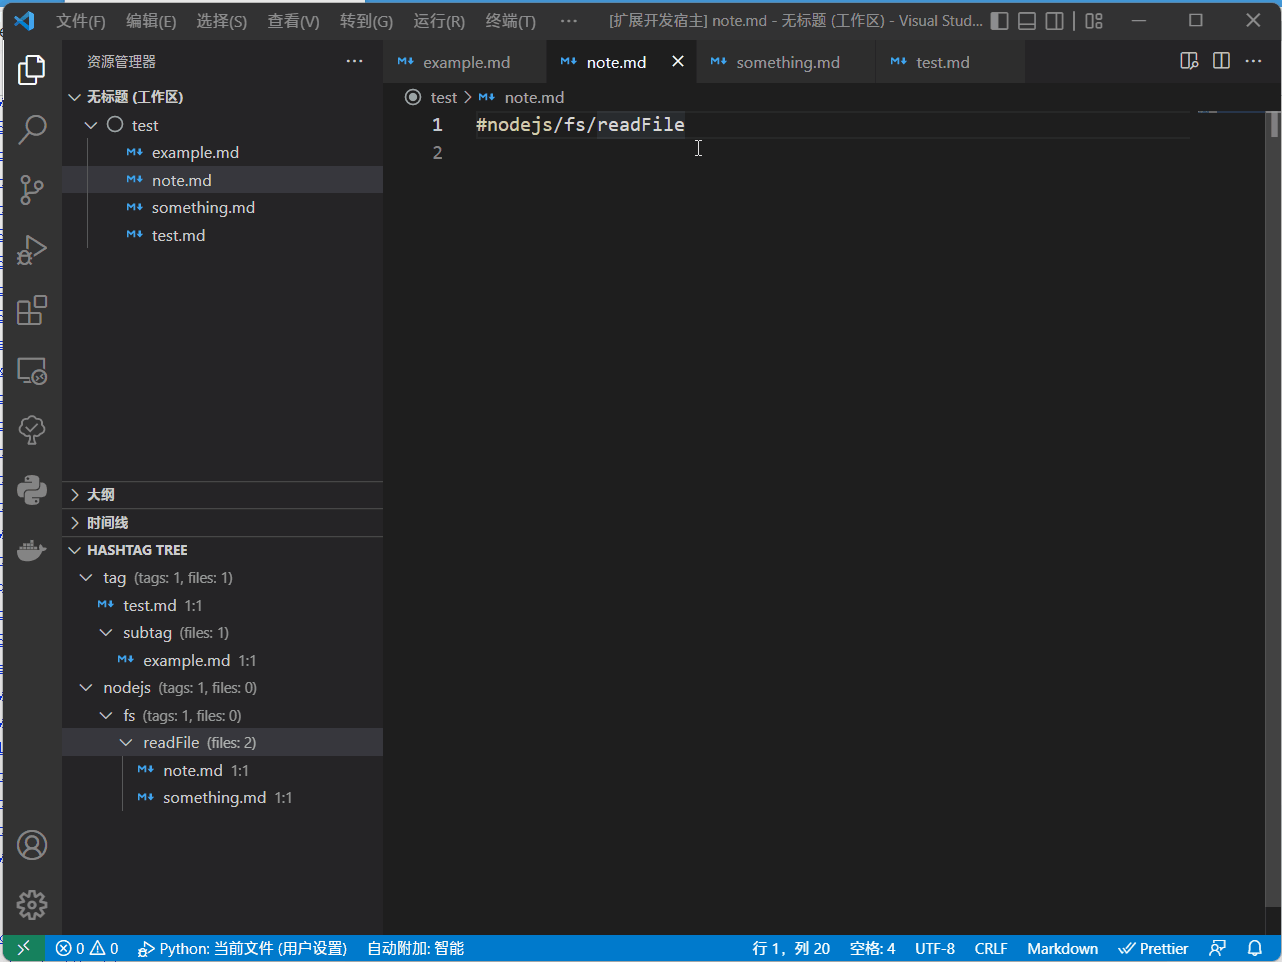 文件(F) 编辑(E) 选择(S) 查看(V) 转到(G) 运行(R) 终端(T) ··· [扩展开发宿主] note.md - 无标题 (工作区) - Visual Stud...
资源管理器 ···
example.md note.md something.md test.md ···
无标题 (工作区)
test
example.md
note.md
something.md
test.md
test > note.md
1 #nodejs/fs/readFile
2
大纲
时间线
HASHTAG TREE
tag (tags: 1, files: 1)
test.md 1:1
subtag (files: 1)
example.md 1:1
nodejs (tags: 1, files: 0)
fs (tags: 1, files: 0)
readFile (files: 2)
note.md 1:1
something.md 1:1
0 0 Python: 当前文件 (用户设置) 自动附加: 智能 行 1，列 20 空格: 4 UTF-8 CRLF Markdown Prettier